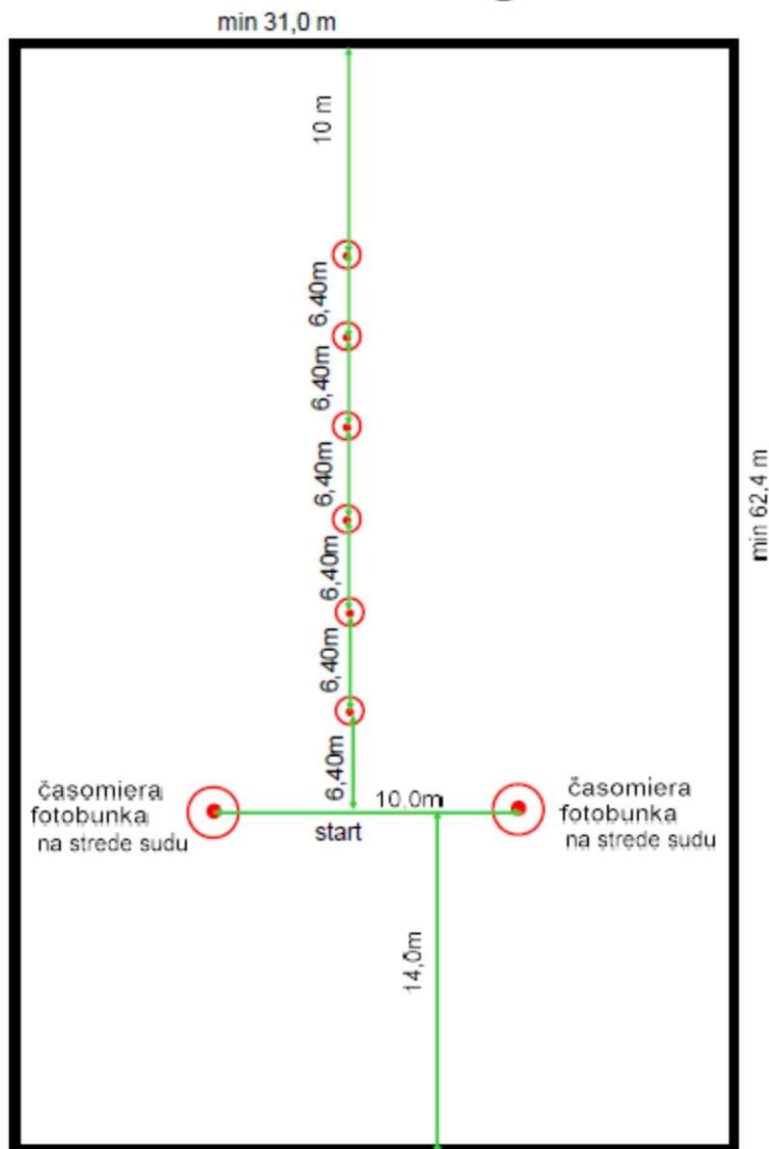 min 31,0 m
10 m
6,40m
6,40m
6,40m
6,40m
6,40m
6,40m
min 62,4 m
časomiera
fotobunka
na strede sudu
10,0m
start
časomiera
fotobunka
na strede sudu
14,0m